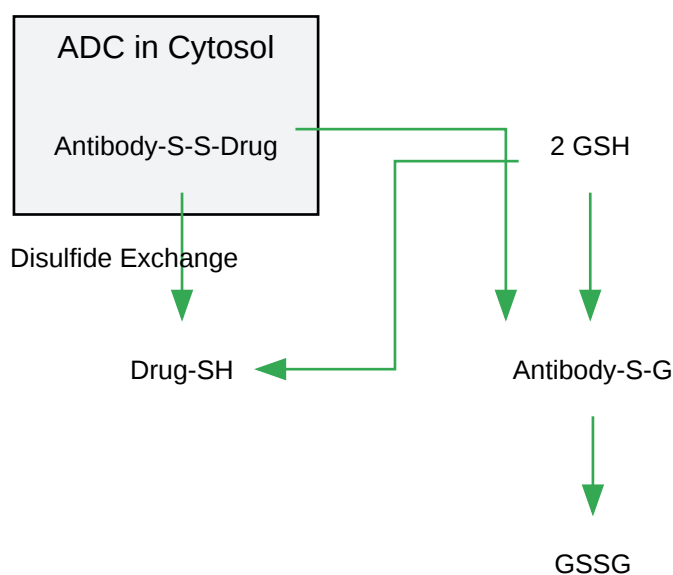 ADC in Cytosol
Antibody-S-S-Drug
2 GSH
Disulfide Exchange
Drug-SH
Antibody-S-G
GSSG